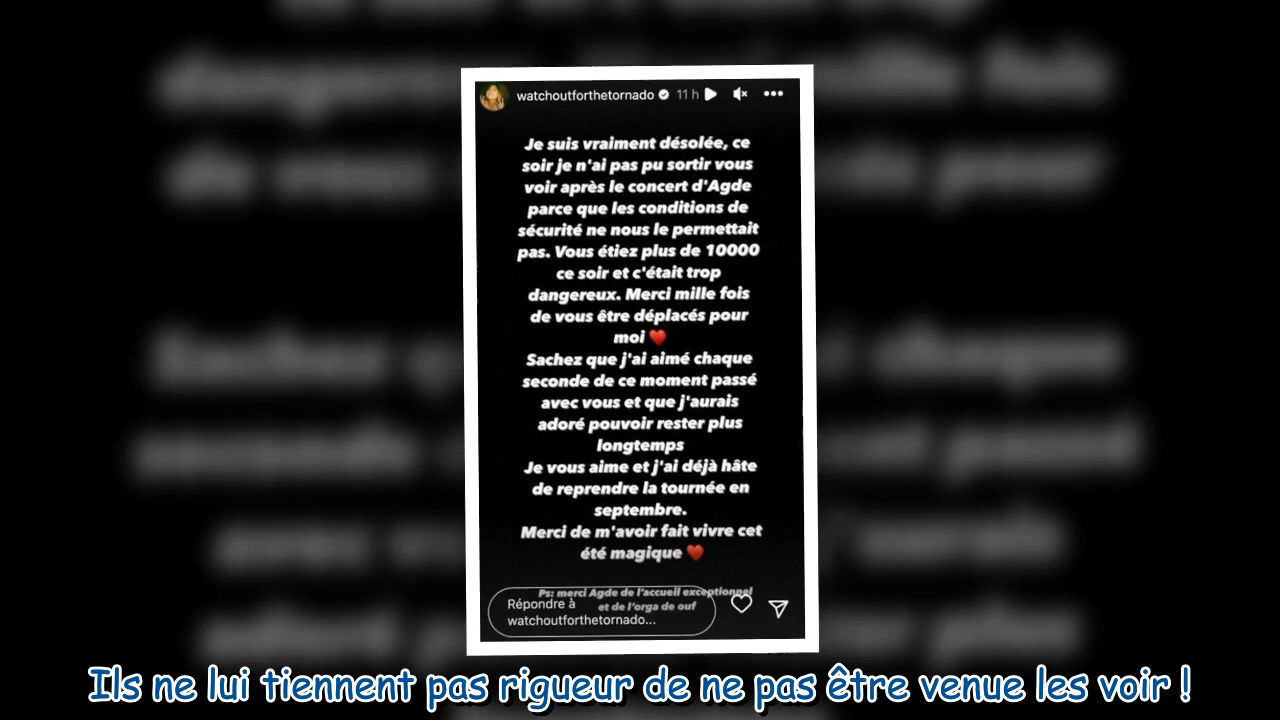 watchoutforthetornado 11 h
Je suis vraiment désolée, ce
soir je n'ai pas pu sortir vous
voir après le concert d'Agde
parce que les conditions de
sécurité ne nous le permettait
pas. Vous étiez plus de 10000
ce soir et c'était trop
dangereux. Merci mille fois
de vous être déplacés pour
moi ♥️
Sachez que j'ai aimé chaque
seconde de ce moment passé
avec vous et que j'aurais
adoré pouvoir rester plus
longtemps
Je vous aime et j'ai déjà hâte
de reprendre la tournée en
septembre.
Merci de m'avoir fait vivre cet
été magique ♥️
Ps: merci Agde de l'accueil exceptionnel
et de l'orga de ouf
Répondre à
watchoutforthetornado...
Ils ne lui tiennent pas rigueur de ne pas être venue les voir !